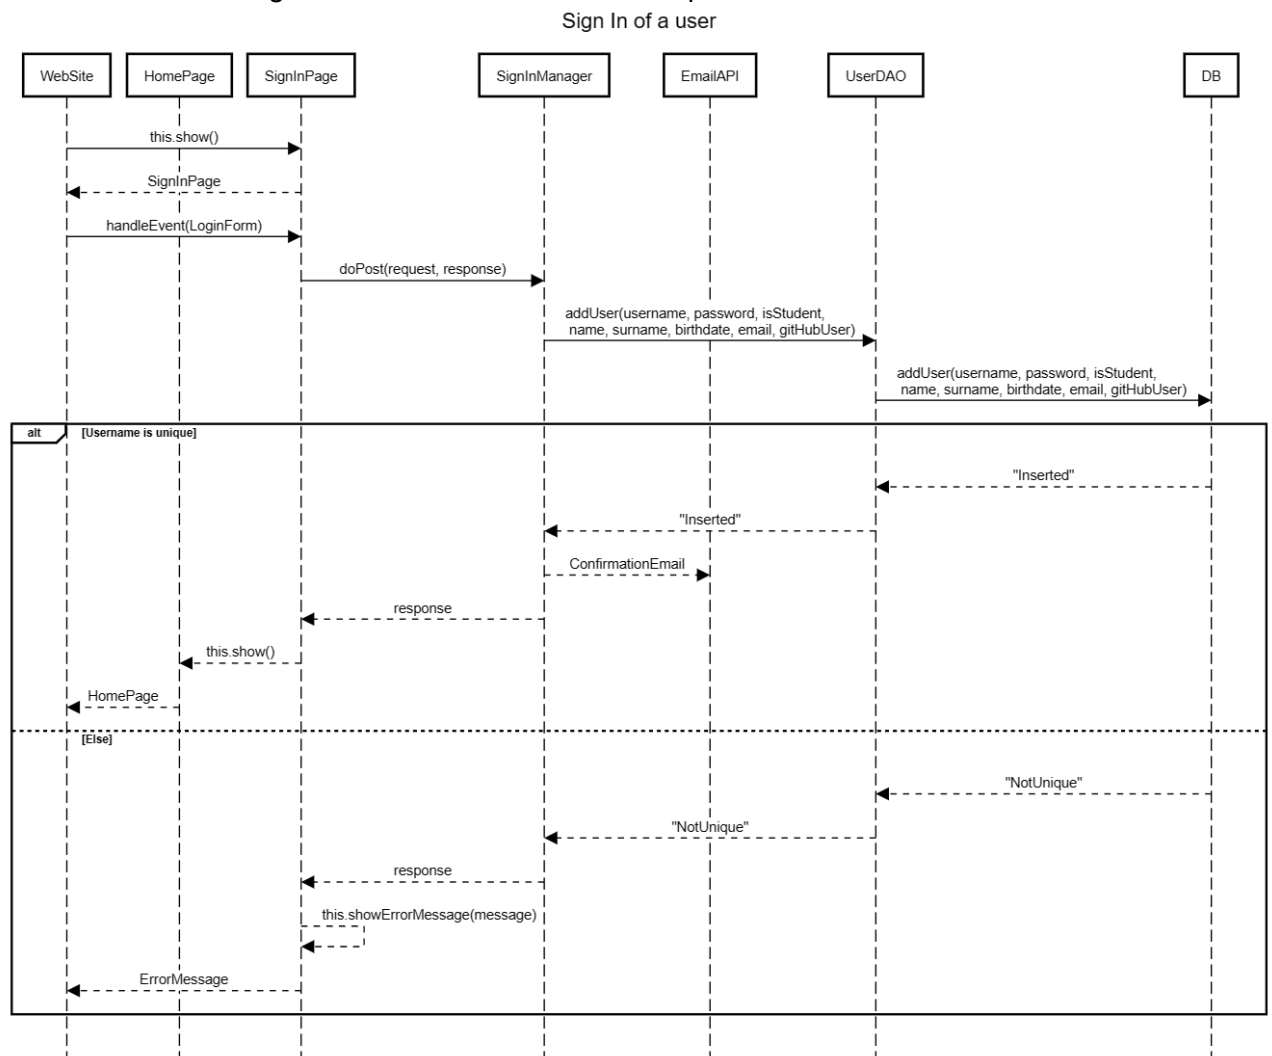 Sign In of a user
WebSite
HomePage
SignInPage
SignInManager
EmailAPI
UserDAO
DB
this.show()
SignInPage
handleEvent(LoginForm)
doPost(request, response)
addUser(username, password, isStudent,
name, surname, birthdate, email, gitHubUser)
addUser(username, password, isStudent,
name, surname, birthdate, email, gitHubUser)
alt
[Username is unique]
"Inserted"
"Inserted"
ConfirmationEmail
response
this.show()
HomePage
[Else]
"NotUnique"
"NotUnique"
response
this.showErrorMessage(message)
ErrorMessage